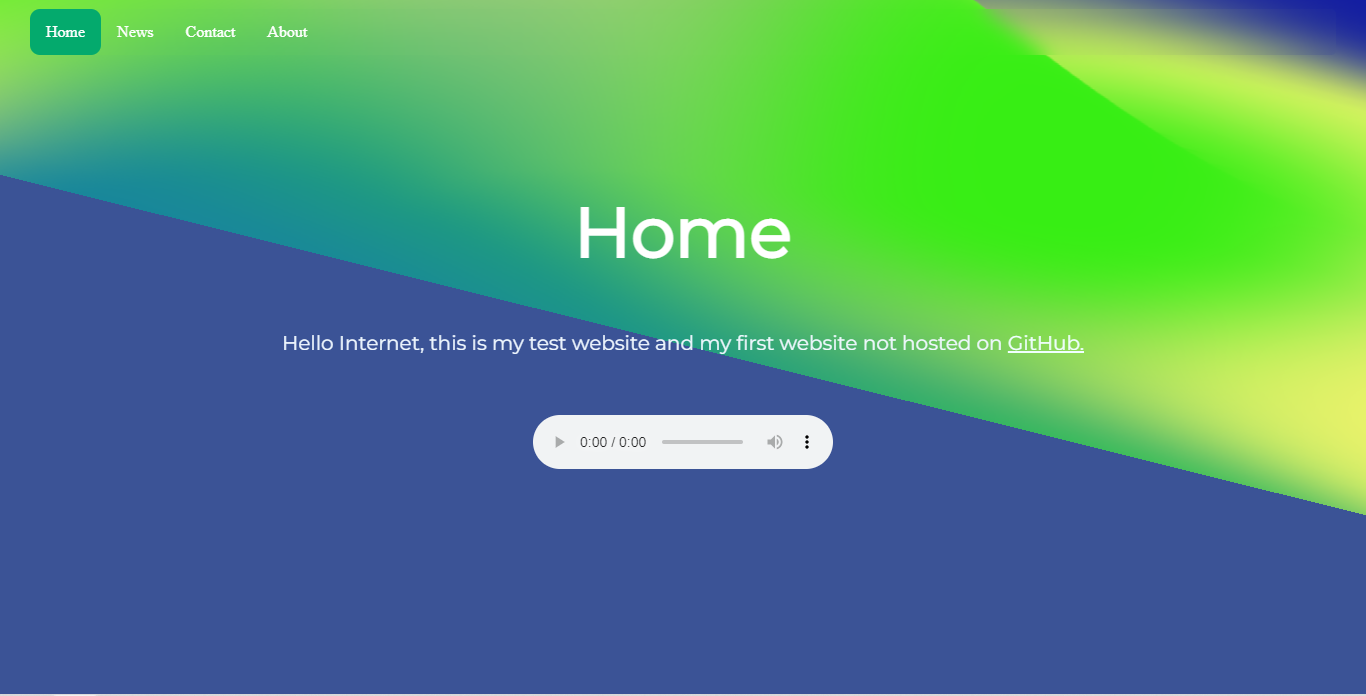 Home News Contact About
Home
Hello Internet, this is my test website and my first website not hosted on GitHub.
0:00 / 0:00